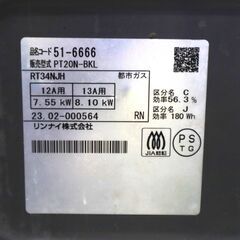 品名コード 51-6666
販売型式 PT20N-BKL
RT34NJH 都市ガス
12A用 13A用
7.55 kW 8.10 kW
区分名 C
効率56.3%
区分名 J
効率 180 Wh
23.02-000564 RN
リンナイ株式会社
JIA認証
PS
TG